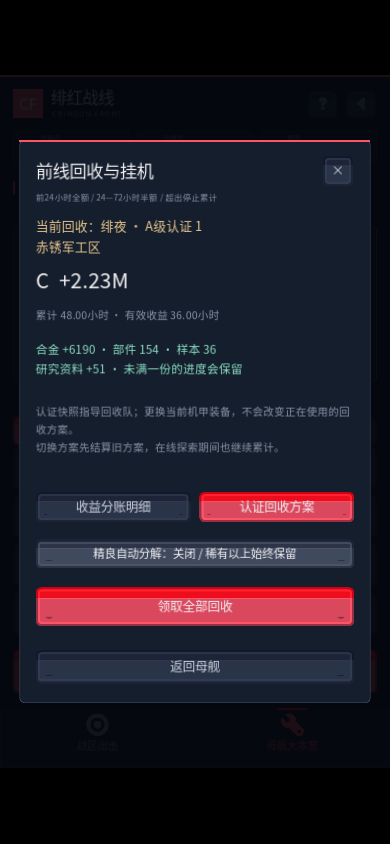 CF
绯红战线
?
前线回收与挂机
×
前24小时全额 / 24—72小时半额 / 超出停止累计
当前回收：绯夜 · A级认证 1
赤锈军工区
C +2.23M
累计 48.00小时 · 有效收益 36.00小时
合金 +6190 · 部件 154 · 样本 36
研究资料 +51 · 未满一份的进度会保留
认证快照指导回收队；更换当前机甲装备，不会改变正在使用的回
收方案。
切换方案先结算旧方案，在线探索期间也继续累计。
收益分账明细
认证回收方案
精良自动分解：关闭 / 稀有以上始终保留
领取全部回收
返回母舰